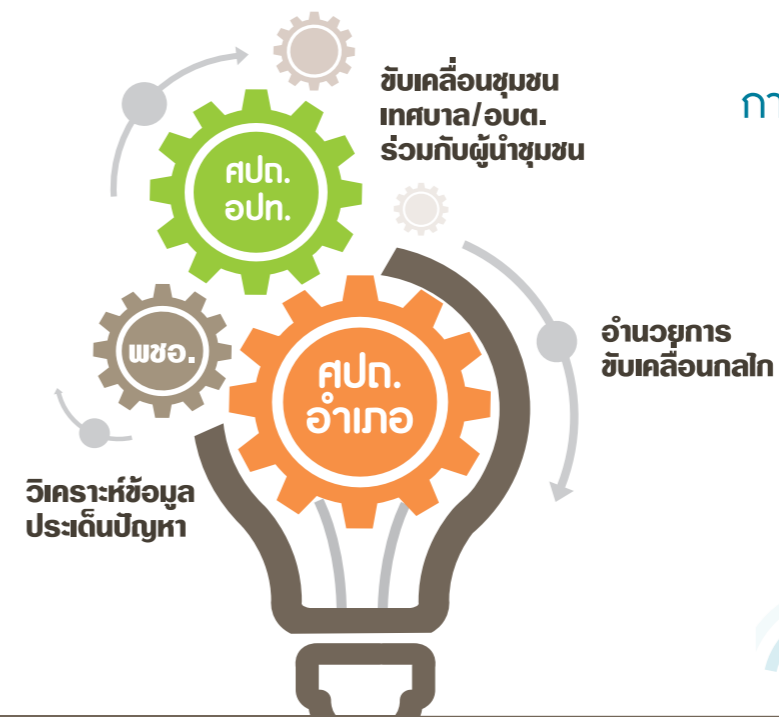 ขับเคลื่อนชุมชน
เทศบาล/อบต.
ร่วมกับผู้นำชุมชน
กา
ศปถ.
อปท.
พชอ.
ศปถ.
อำเภอ
อำนวยการ
ขับเคลื่อนกลไก
วิเคราะห์ข้อมูล
ประเด็นปัญหา